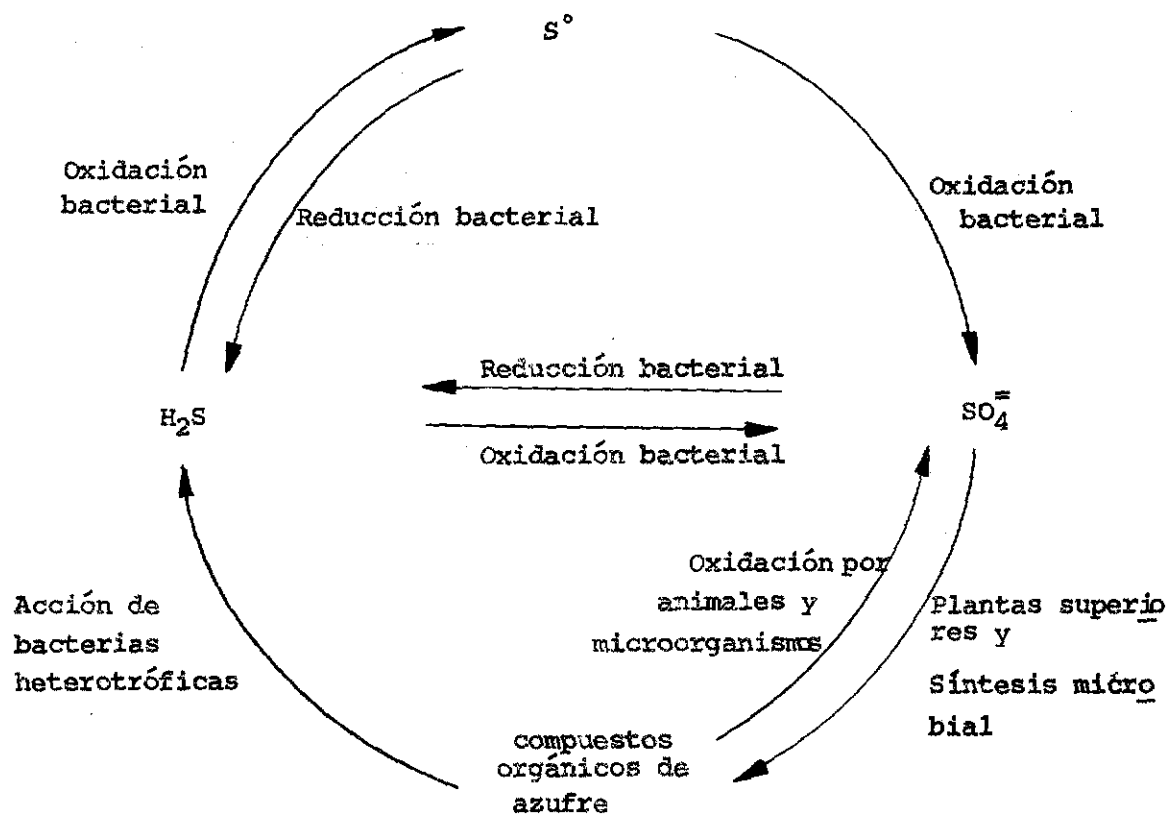 S°
Oxidación
bacterial
Reducción bacterial
Oxidación
bacterial
Reducción bacterial
H₂S
SO₄⁼
Oxidación bacterial
Acción de
bacterias
heterotróficas
Oxidación por
animales y
microorganismos
Plantas superio
res y
Síntesis micro
bial
compuestos
orgánicos de
azufre